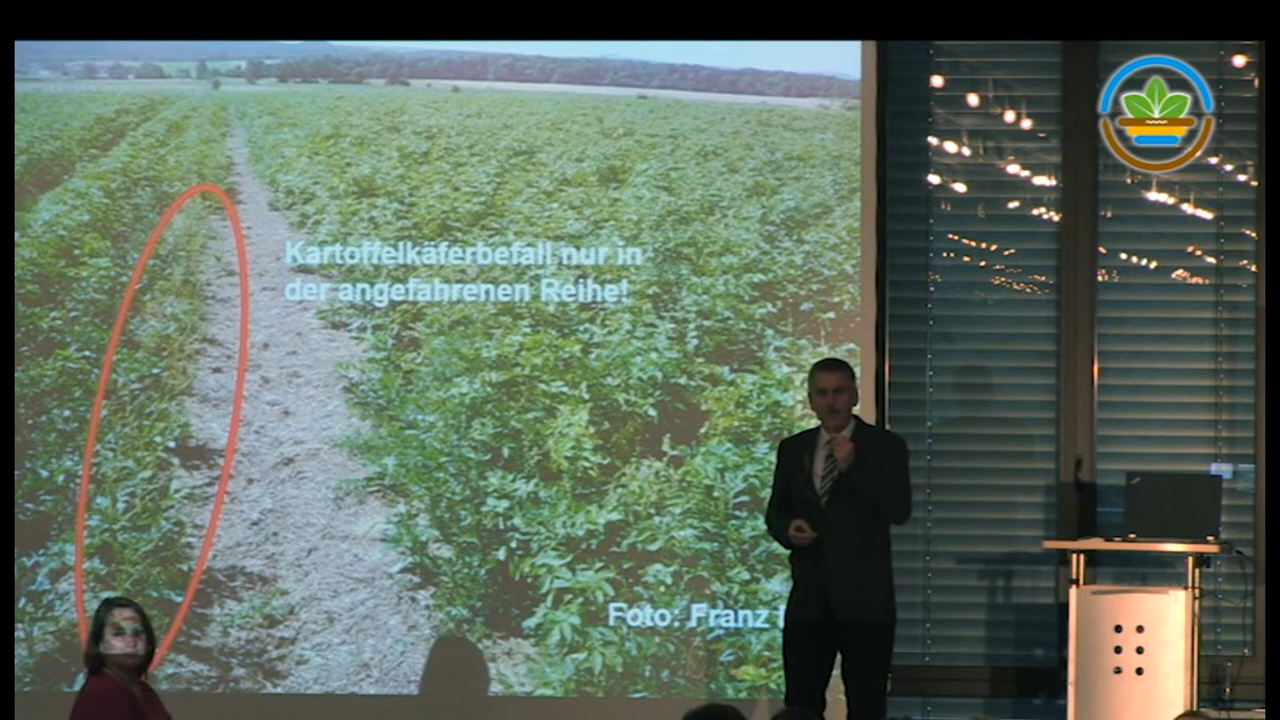 Kartoffelkäferbefall nur in
der angefahrenen Reihe!
Foto: Franz